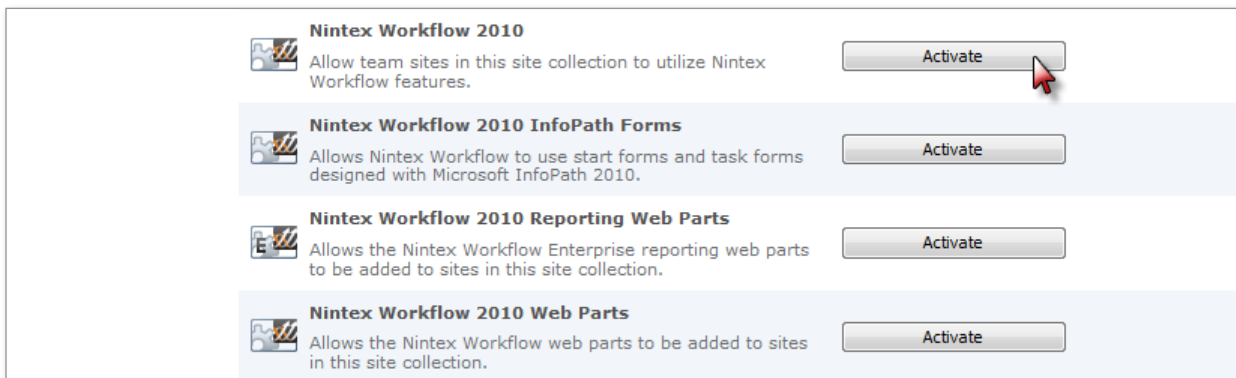 Nintex Workflow 2010
Allow team sites in this site collection to utilize Nintex
Workflow features.
Activate
Nintex Workflow 2010 InfoPath Forms
Allows Nintex Workflow to use start forms and task forms
designed with Microsoft InfoPath 2010.
Activate
Nintex Workflow 2010 Reporting Web Parts
E
Allows the Nintex Workflow Enterprise reporting web parts
to be added to sites in this site collection.
Activate
Nintex Workflow 2010 Web Parts
Allows the Nintex Workflow web parts to be added to sites
in this site collection.
Activate